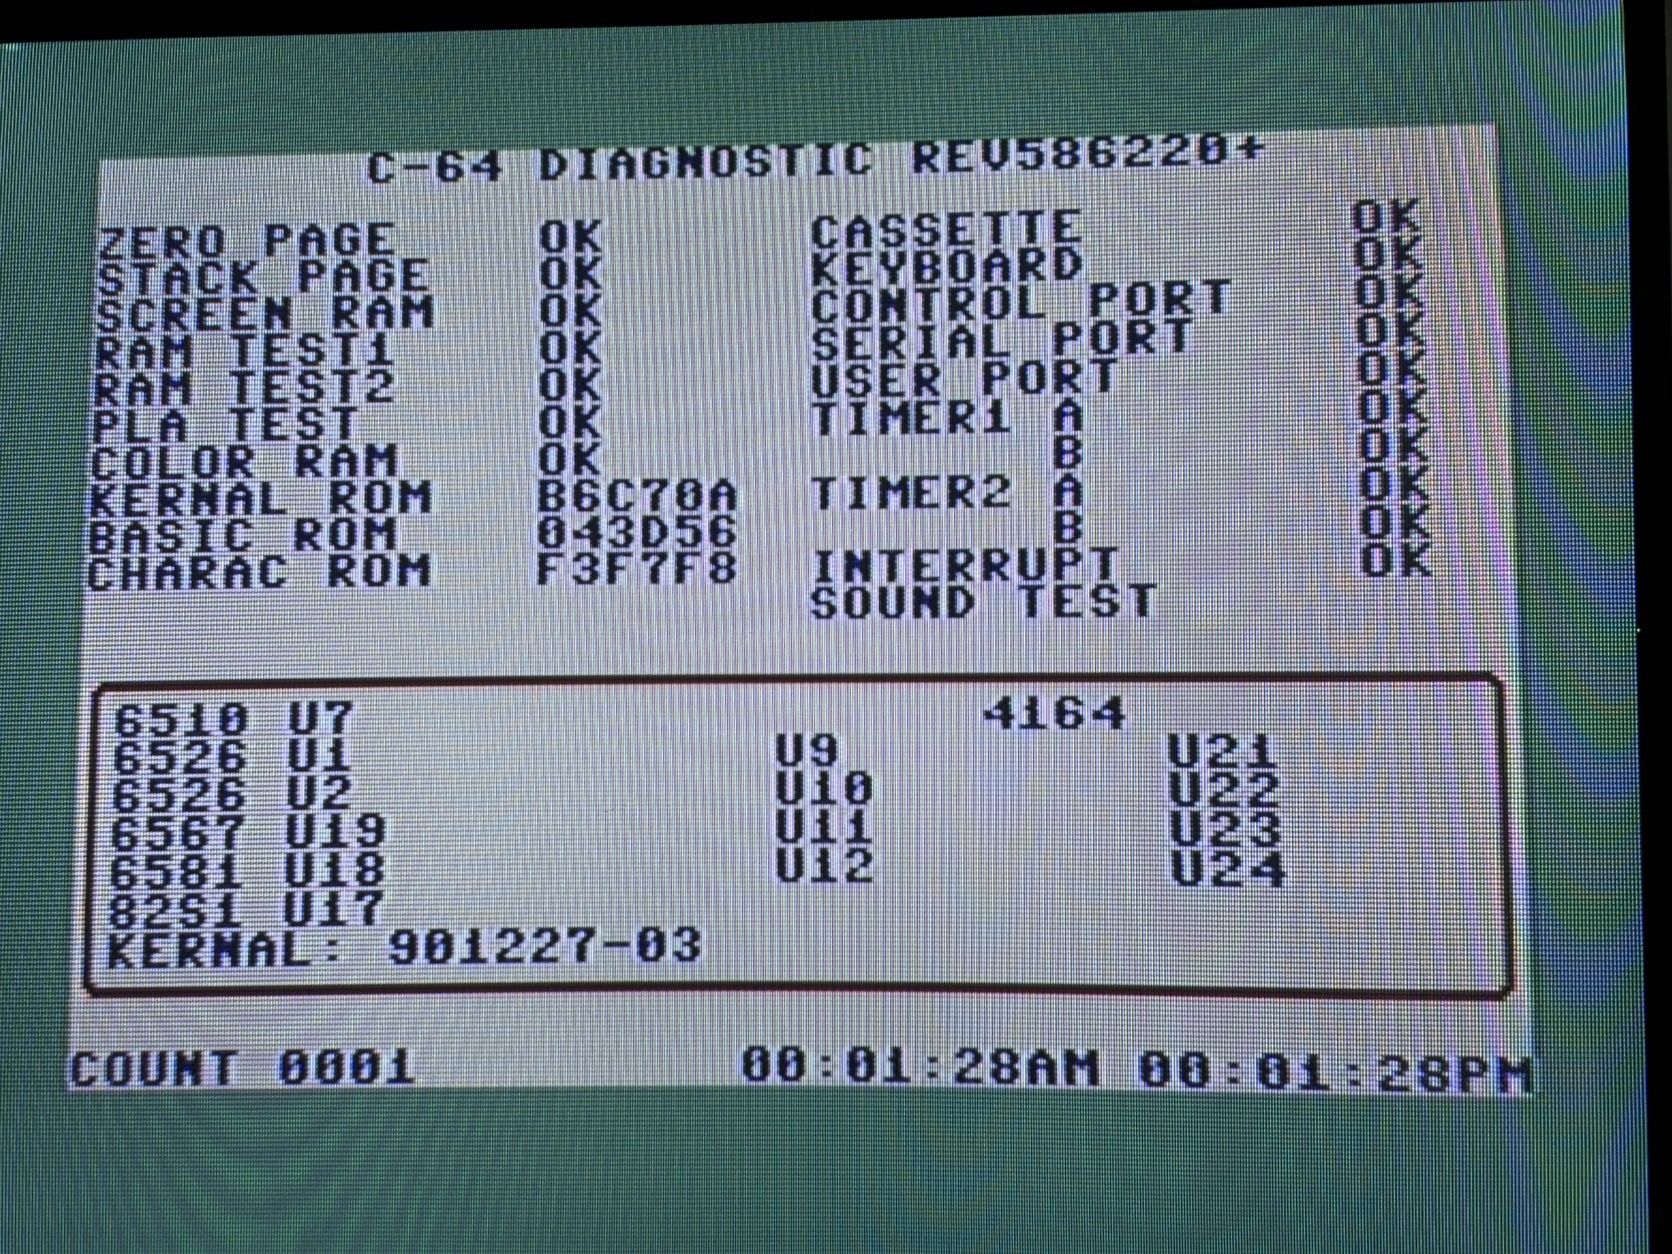 C-64 DIAGNOSTIC REV586220+
ZERO PAGE OK CASSETTE OK
STACK PAGE OK KEYBOARD OK
SCREEN RAM OK CONTROL PORT OK
RAM TEST1 OK SERIAL PORT OK
RAM TEST2 OK USER PORT OK
PLA TEST OK TIMER1 A OK
COLOR RAM OK B OK
KERNAL ROM B6C70A TIMER2 A OK
BASIC ROM 043D56 B OK
CHARAC ROM F3F7F8 INTERRUPT OK
SOUND TEST
6510 U7 4164
6526 U1 U9 U21
6526 U2 U10 U22
6567 U19 U11 U23
6581 U18 U12 U24
82S1 U17
KERNAL: 901227-03
COUNT 0001 00:01:28AM 00:01:28PM